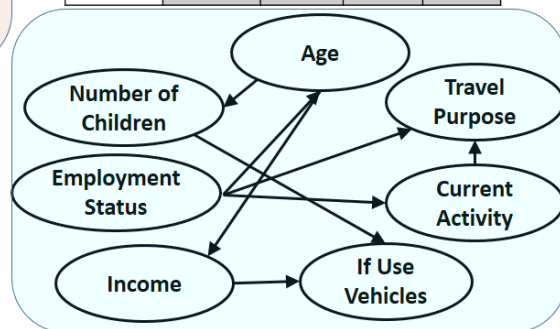 Age
Number of
Children
Travel
Purpose
Employment
Status
Current
Activity
Income
If Use
Vehicles